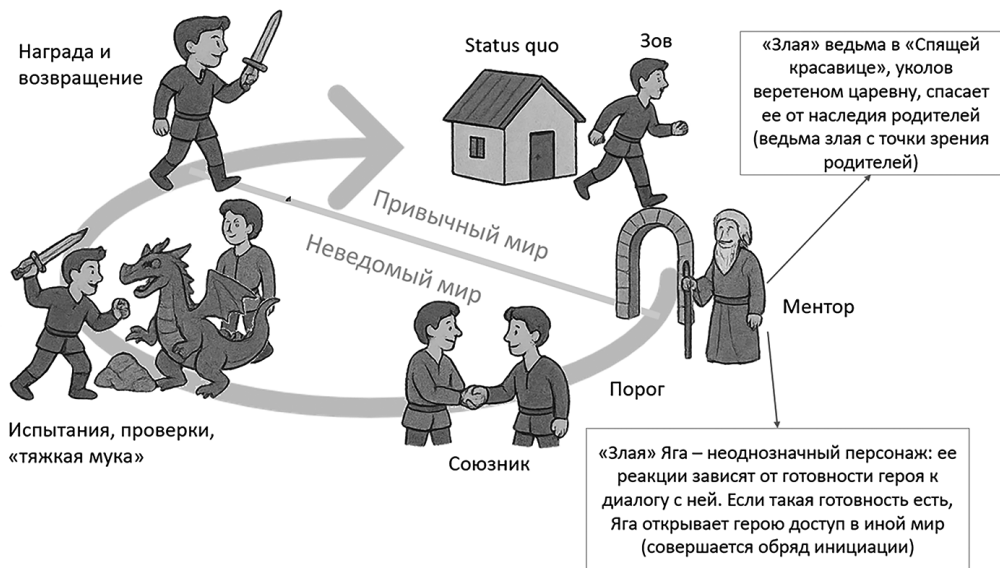 Награда и
возвращение
Status quo
Зов
«Злая» ведьма в «Спящей
красавице», уколов
веретеном царевну, спасает
ее от наследия родителей
(ведьма злая с точки зрения
родителей)
Привычный мир
Неведомый мир
Ментор
Порог
Испытания, проверки,
«тяжкая мука»
Союзник
«Злая» Яга – неоднозначный персонаж: ее
реакции зависят от готовности героя к
диалогу с ней. Если такая готовность есть,
Яга открывает герою доступ в иной мир
(совершается обряд инициации)